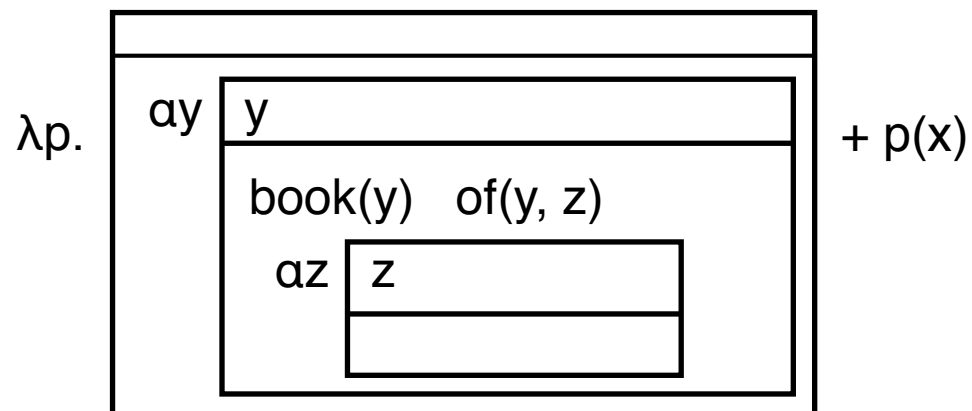 λp. αy y + p(x)
book(y) of(y, z)
αz z